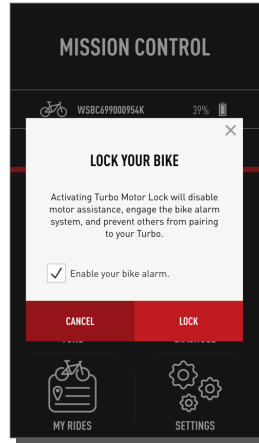 MISSION CONTROL
WSBC699000954K 39%
LOCK YOUR BIKE
Activating Turbo Motor Lock will disable
motor assistance, engage the bike alarm
system, and prevent others from pairing
to your Turbo.
Enable your bike alarm.
CANCEL LOCK
MY RIDES SETTINGS